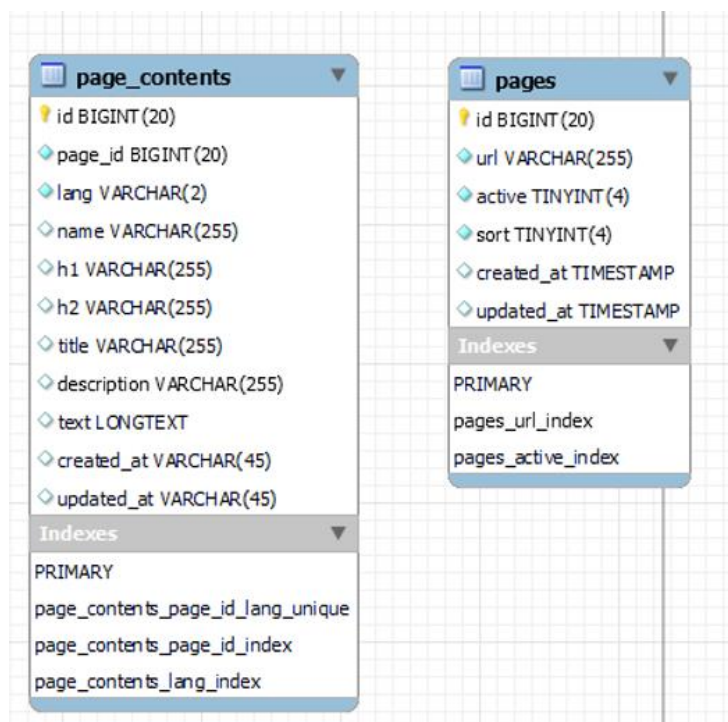 page_contents
id BIGINT(20)
page_id BIGINT(20)
lang VARCHAR(2)
name VARCHAR(255)
h1 VARCHAR(255)
h2 VARCHAR(255)
title VARCHAR(255)
description VARCHAR(255)
text LONGTEXT
created_at VARCHAR(45)
updated_at VARCHAR(45)
Indexes
PRIMARY
page_contents_page_id_lang_unique
page_contents_page_id_index
page_contents_lang_index
pages
id BIGINT(20)
url VARCHAR(255)
active TINYINT(4)
sort TINYINT(4)
created_at TIMESTAMP
updated_at TIMESTAMP
Indexes
PRIMARY
pages_url_index
pages_active_index